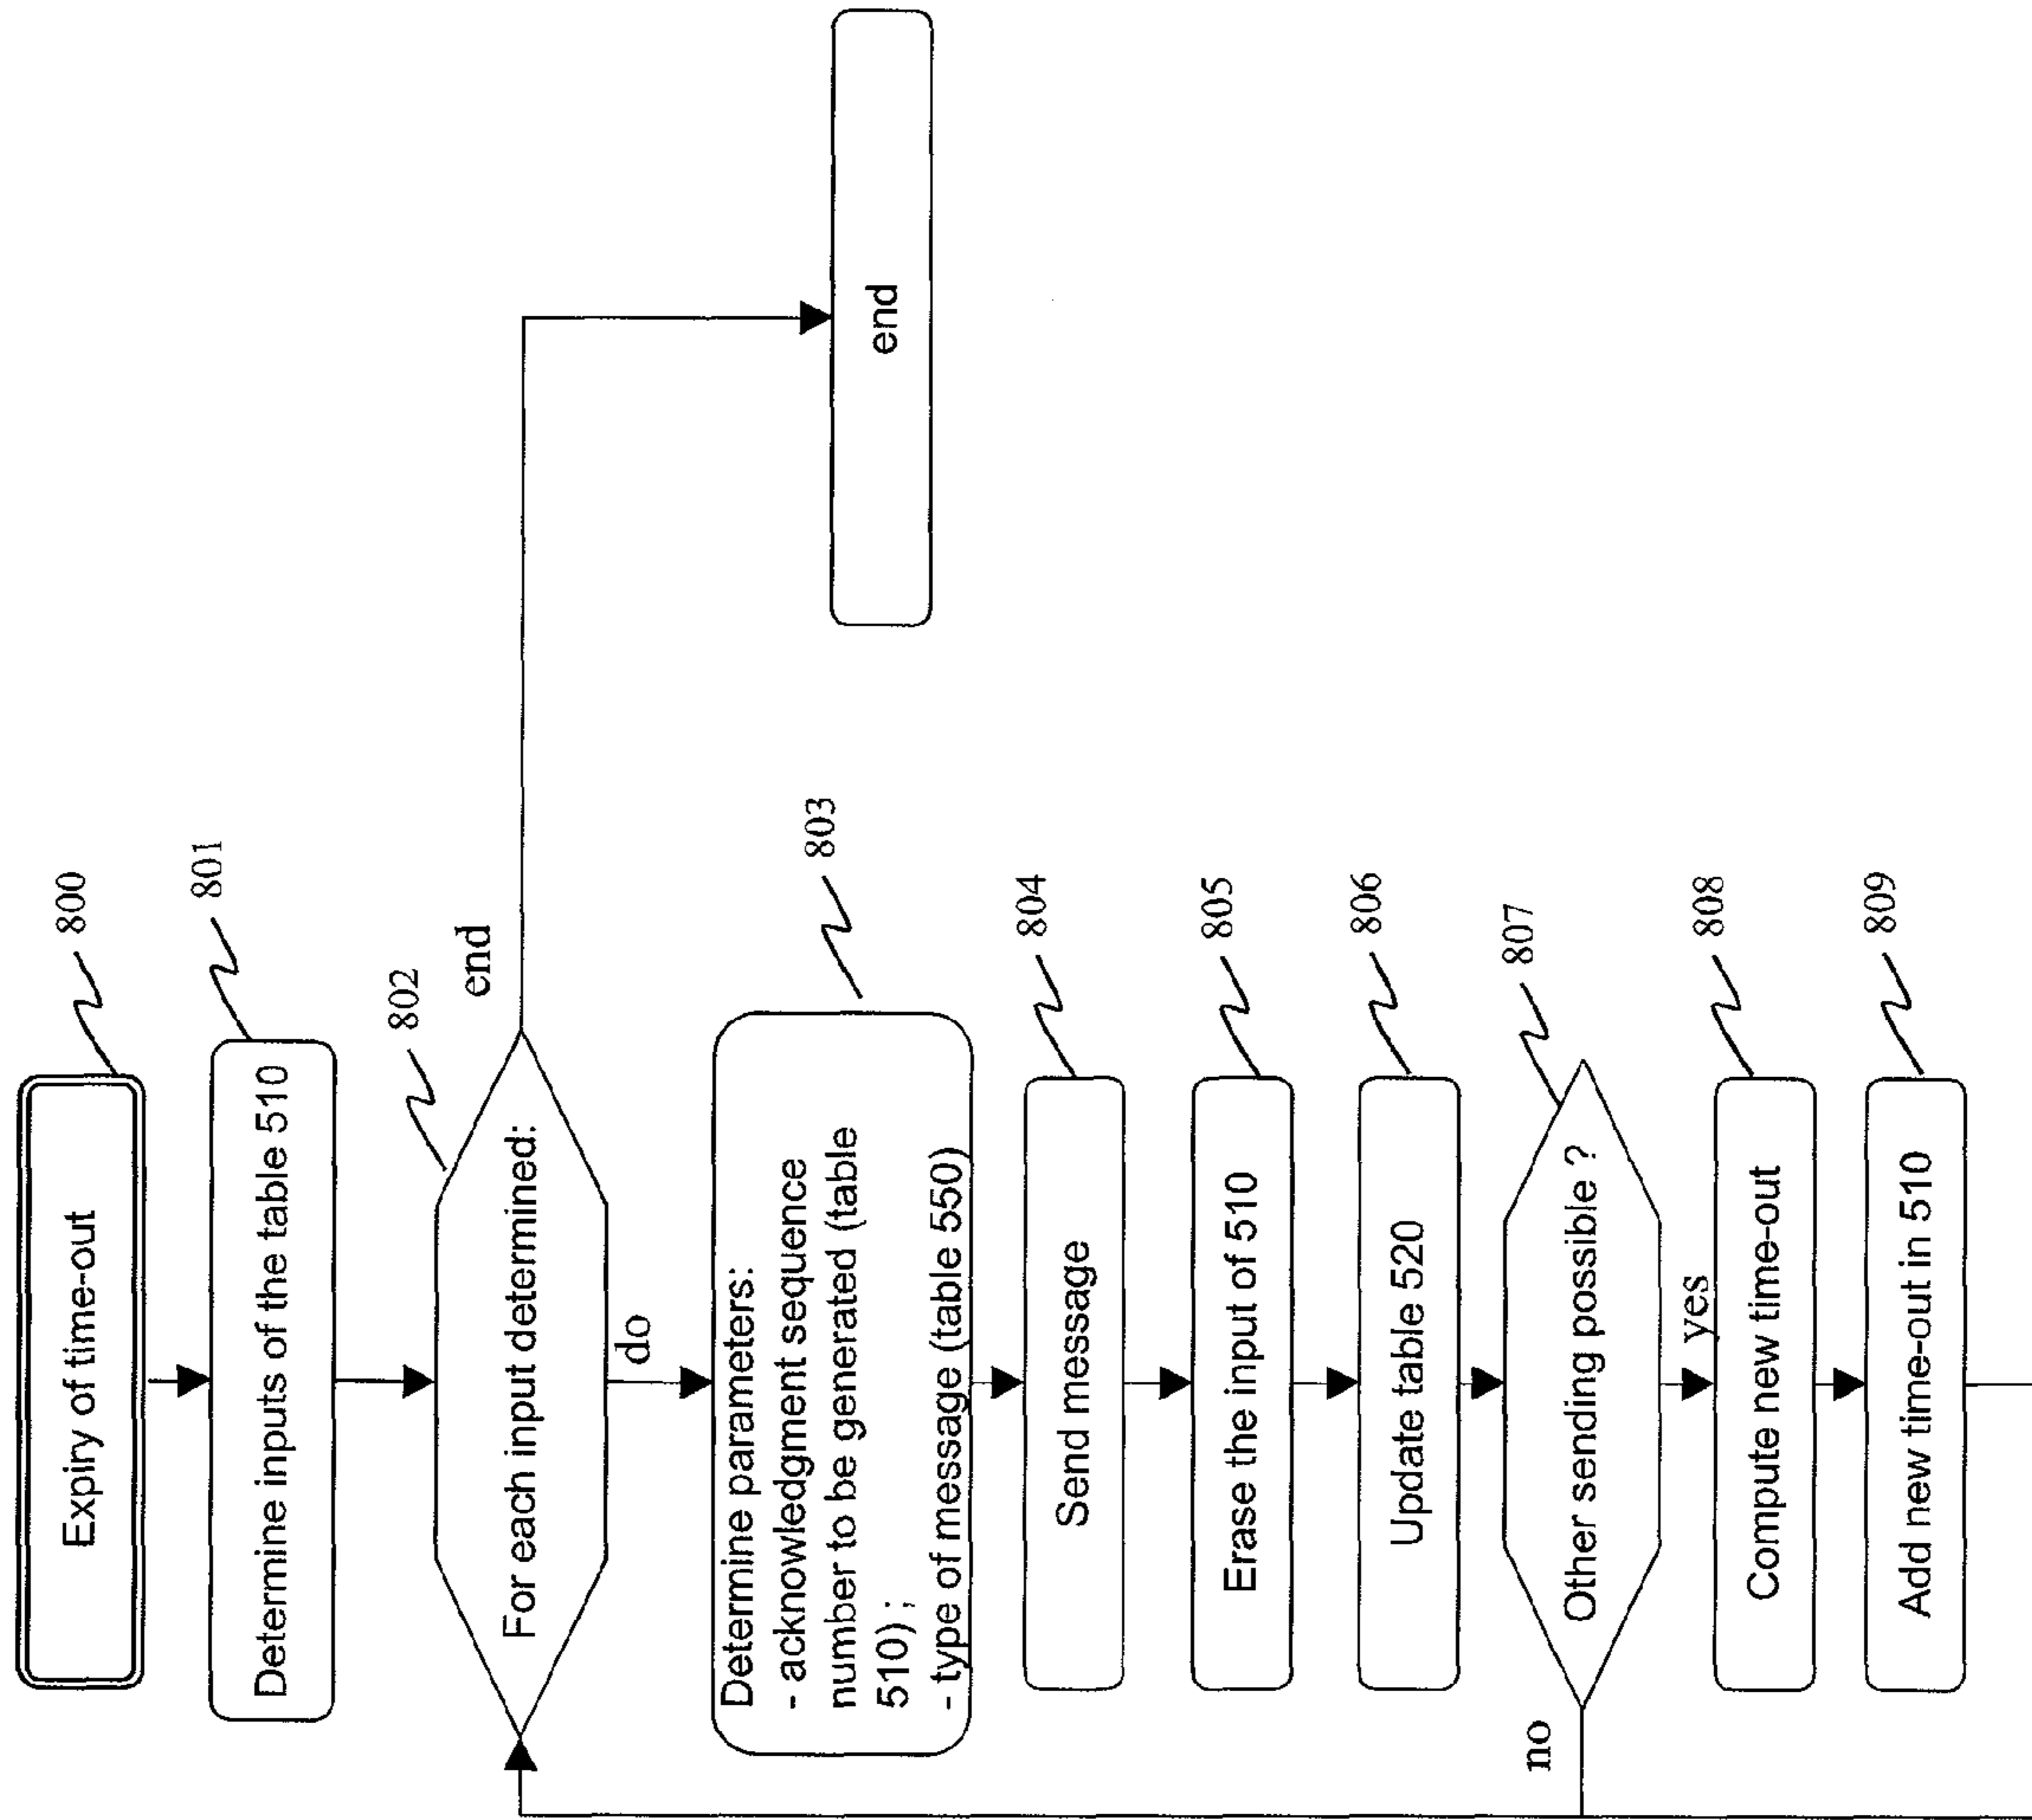 Expiry of time-out
800
Determine inputs of the table 510
801
For each input determined:
802
end
end
do
Determine parameters:
- acknowledgment sequence
number to be generated (table
510) ;
- type of message (table 550)
803
Send message
804
Erase the input of 510
805
Update table 520
806
Other sending possible ?
807
no
yes
Compute new time-out
808
Add new time-out in 510
809